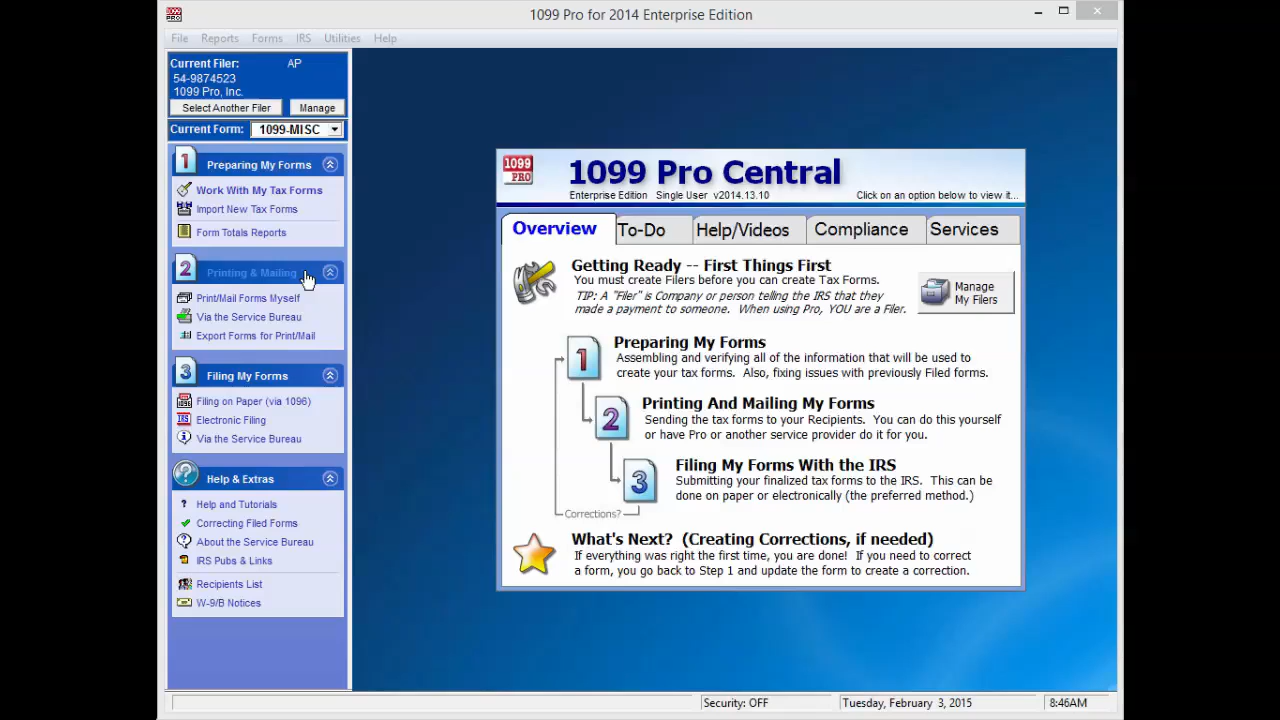 1099 PRO
1099 Pro for 2014 Enterprise Edition
File Reports Forms IRS Utilities Help
Current Filer: AP
54-9874523
1099 Pro, Inc.
Select Another Filer Manage
Current Form: 1099-MISC
1 Preparing My Forms
Work With My Tax Forms
Import New Tax Forms
Form Totals Reports
2 Printing & Mailing
Print/Mail Forms Myself
Via the Service Bureau
Export Forms for Print/Mail
3 Filing My Forms
Filing on Paper (via 1096)
Electronic Filing
Via the Service Bureau
? Help & Extras
? Help and Tutorials
Correcting Filed Forms
About the Service Bureau
IRS Pubs & Links
Recipients List
W-9/B Notices
1099 PRO
1099 Pro Central
Enterprise Edition Single User v2014.13.10 Click on an option below to view it...
Overview To-Do Help/Videos Compliance Services
Getting Ready -- First Things First
You must create Filers before you can create Tax Forms.
TIP: A "Filer" is Company or person telling the IRS that they
made a payment to someone. When using Pro, YOU are a Filer.
Manage
My Filers
1 Preparing My Forms
Assembling and verifying all of the information that will be used to
create your tax forms. Also, fixing issues with previously Filed forms.
2 Printing And Mailing My Forms
Sending the tax forms to your Recipients. You can do this yourself
or have Pro or another service provider do it for you.
3 Filing My Forms With the IRS
Submitting your finalized tax forms to the IRS. This can be
done on paper or electronically (the preferred method.)
Corrections?
What's Next? (Creating Corrections, if needed)
If everything was right the first time, you are done! If you need to correct
a form, you go back to Step 1 and update the form to create a correction.
Security: OFF Tuesday, February 3, 2015 8:46AM